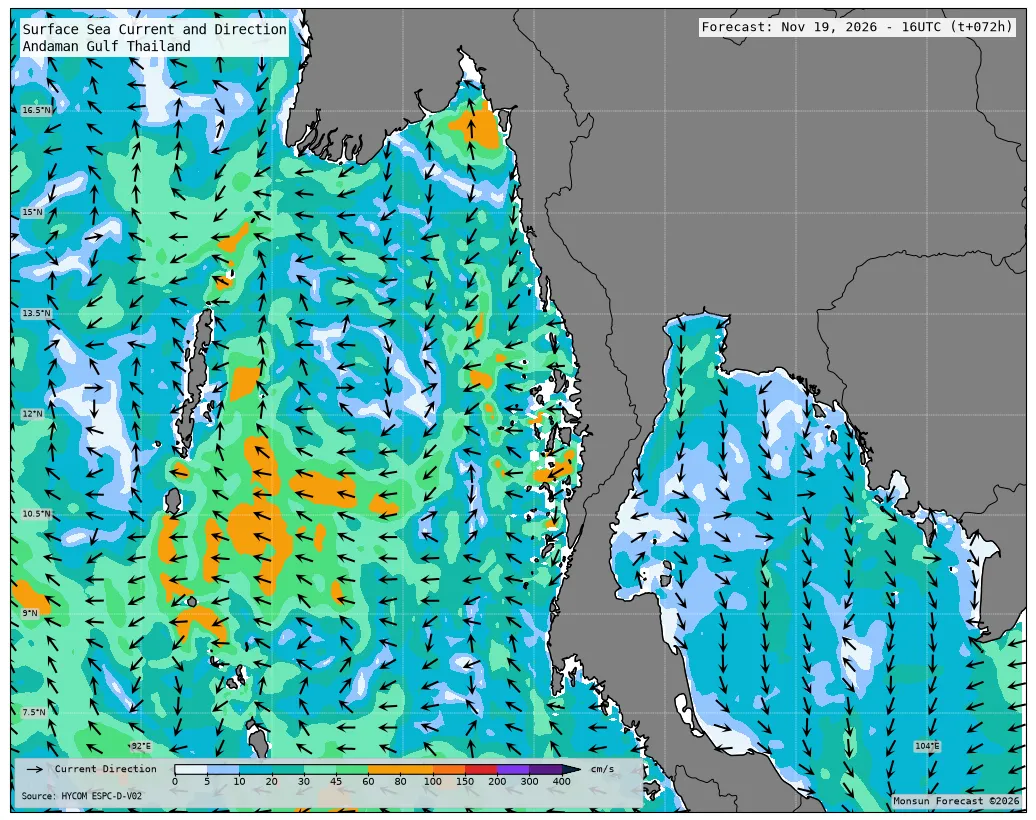 Surface Sea Current and Direction
Andaman Gulf Thailand
Forecast: Nov 19, 2026 - 16UTC (t+072h)
16.5°N
15°N
13.5°N
12°N
10.5°N
9°N
7.5°N
92°E
104°E
Current Direction
0 5 10 20 30 45 60 80 100 150 200 300 400 cm/s
Source: HYCOM ESPC-D-V02
Monsun Forecast ©2026